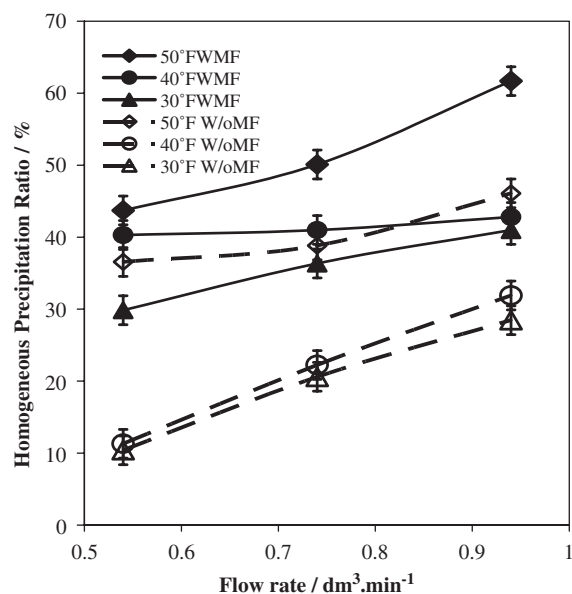 70
60
50
40
30
20
10
0
50˚FWMF
40˚FWMF
30˚FWMF
50˚F W/oMF
40˚F W/oMF
30˚F W/oMF
Homogeneous Precipitation Ratio / %
0.5 0.6 0.7 0.8 0.9 1
Flow rate / dm³.min⁻¹